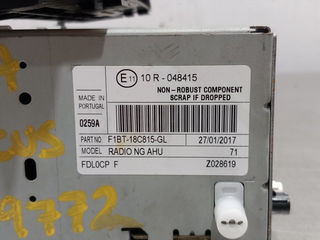 E11 10 R - 048415
NON - ROBUST COMPONENT
SCRAP IF DROPPED
MADE IN
PORTUGAL
0259A
PART NO F1BT-18C815-GL 27/01/2017
MODEL RADIO NG AHU 71
FDL0CP F Z028619
9772